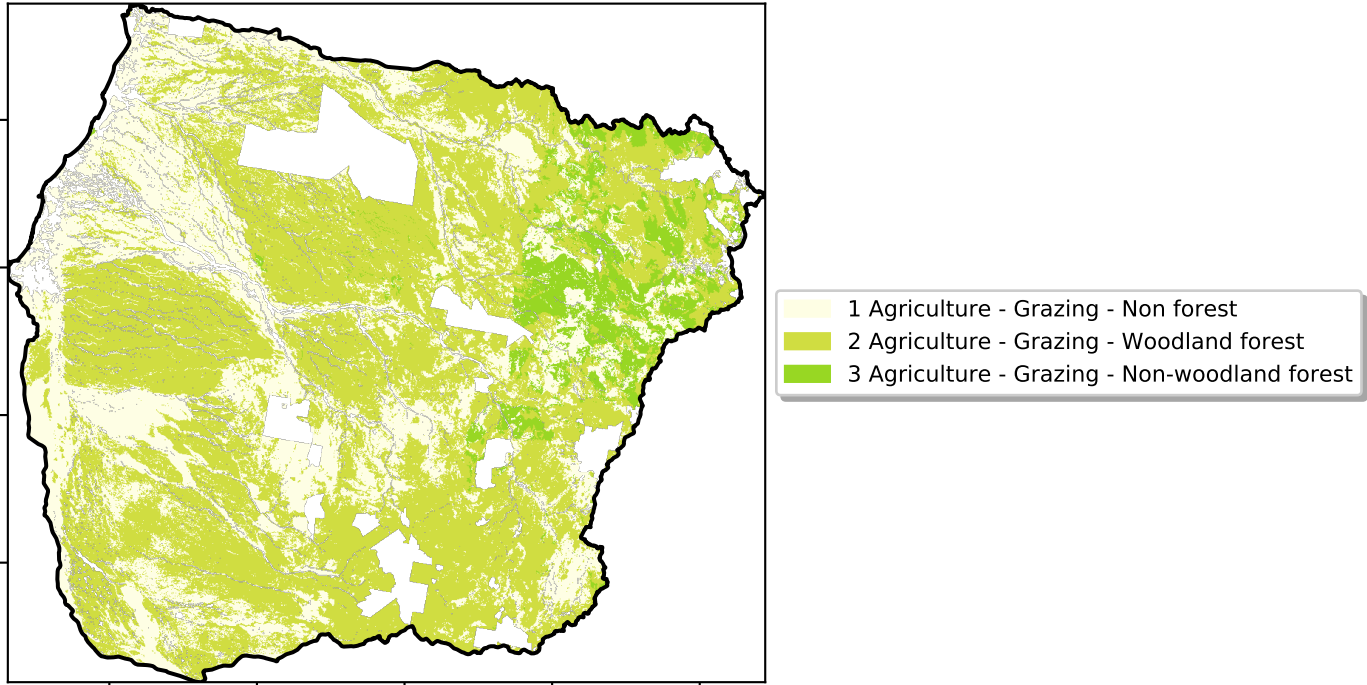 1 Agriculture - Grazing - Non forest
2 Agriculture - Grazing - Woodland forest
3 Agriculture - Grazing - Non-woodland forest